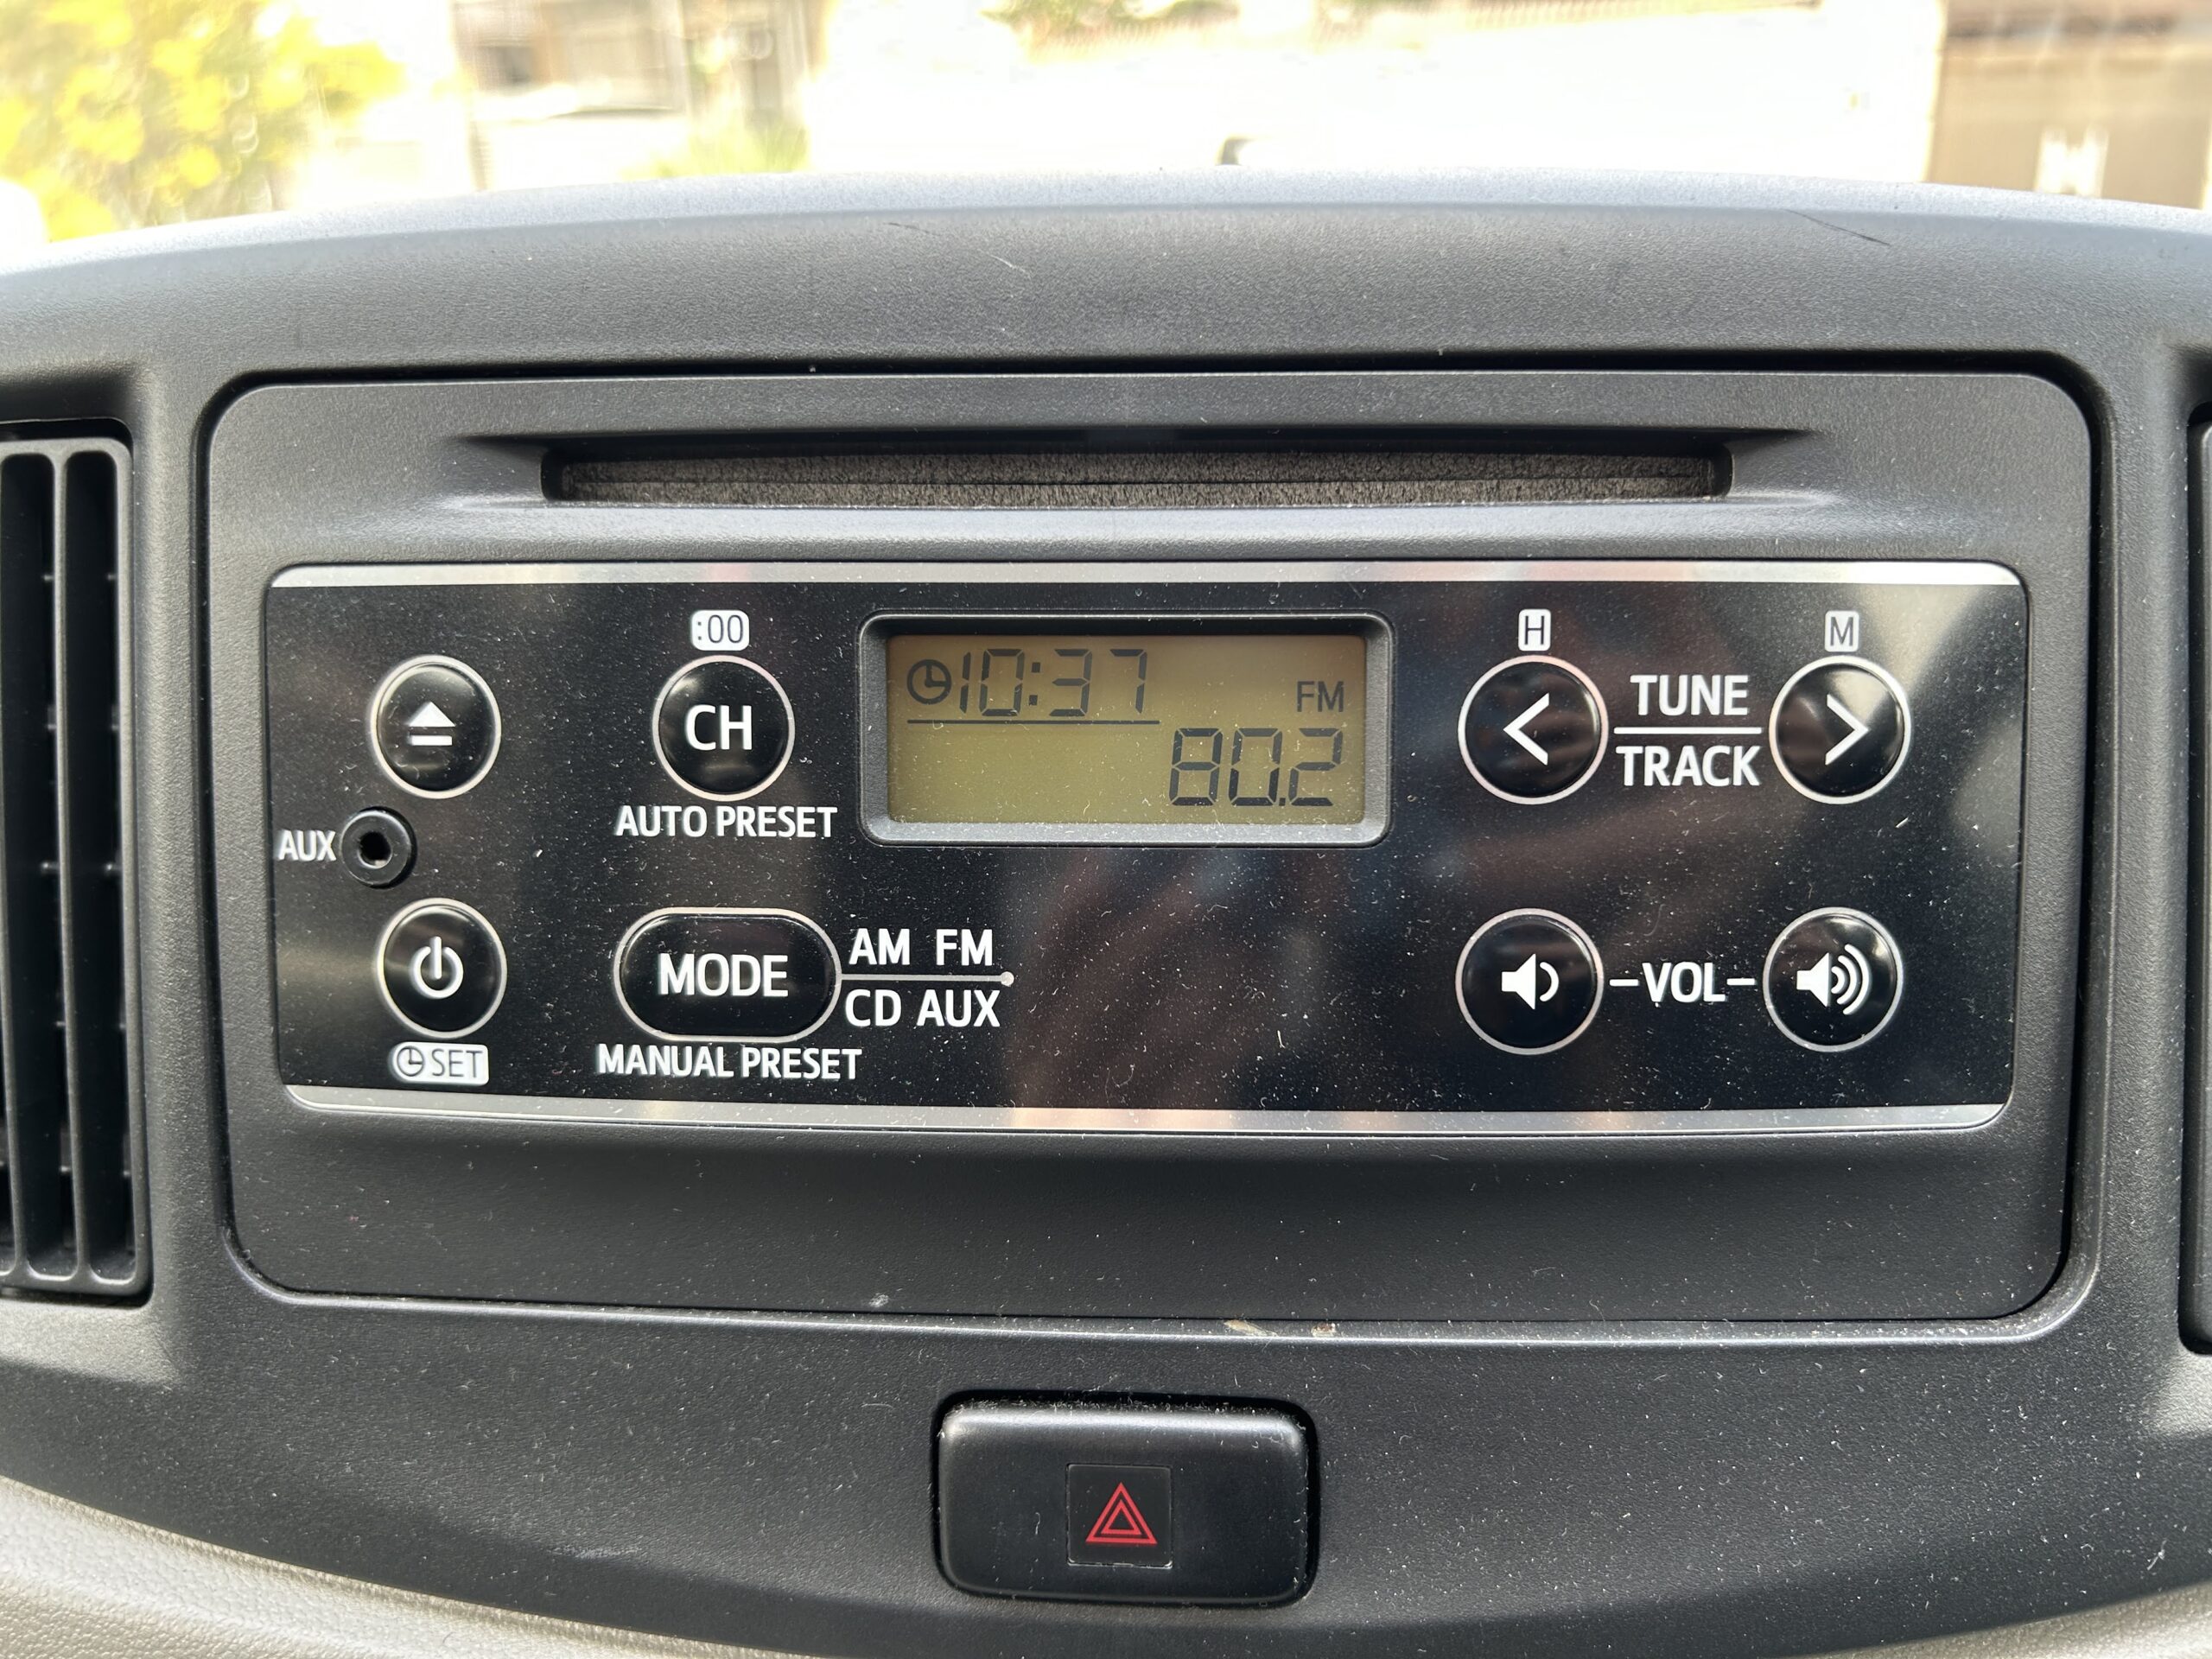 :00
H
M
10:37
FM
80.2
CH
TUNE
TRACK
AUTO PRESET
AUX
MODE
AM FM
CD AUX
VOL
SET
MANUAL PRESET